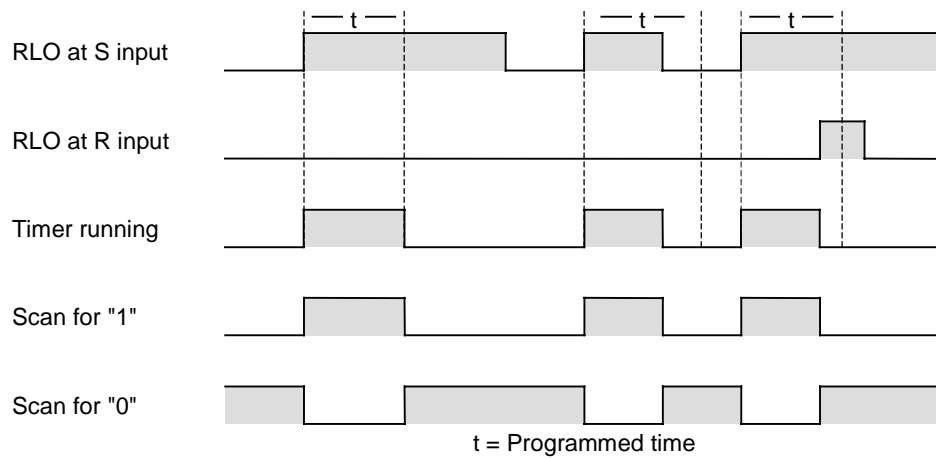 t t t
RLO at S input
RLO at R input
Timer running
Scan for "1"
Scan for "0"
t = Programmed time